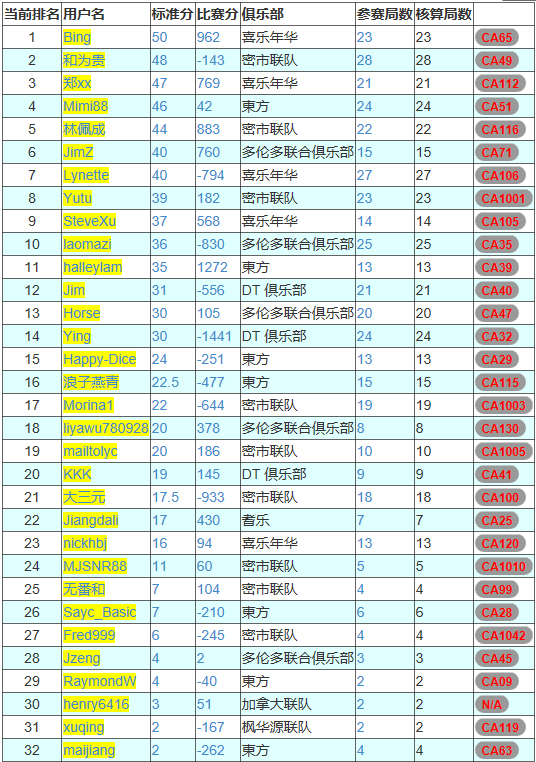 当前排名 用户名 标准分 比赛分 俱乐部 参赛局数 核算局数
1 Bing 50 962 喜乐年华 23 23 CA65
2 和为贵 48 -143 密市联队 28 28 CA49
3 郑xx 47 769 喜乐年华 21 21 CA112
4 Mimi88 46 42 東方 24 24 CA51
5 林佩成 44 883 密市联队 22 22 CA116
6 JimZ 40 760 多伦多联合俱乐部 15 15 CA71
7 Lynette 40 -794 喜乐年华 27 27 CA106
8 Yutu 39 182 密市联队 23 23 CA1001
9 SteveXu 37 568 喜乐年华 14 14 CA105
10 laomazi 36 -830 多伦多联合俱乐部 25 25 CA35
11 halleylam 35 1272 東方 13 13 CA39
12 Jim 31 -556 DT 俱乐部 21 21 CA40
13 Horse 30 105 多伦多联合俱乐部 20 20 CA47
14 Ying 30 -1441 DT 俱乐部 24 24 CA32
15 Happy-Dice 24 -251 東方 13 13 CA29
16 浪子燕青 22.5 -477 東方 15 15 CA115
17 Morina1 22 -644 密市联队 19 19 CA1003
18 liyawu780928 20 378 多伦多联合俱乐部 8 8 CA130
19 mailtolyc 20 186 密市联队 10 10 CA1005
20 KKK 19 145 DT 俱乐部 9 9 CA41
21 大三元 17.5 -933 密市联队 18 18 CA100
22 Jiangdali 17 430 耆乐 7 7 CA25
23 nickhbj 16 94 喜乐年华 13 13 CA120
24 MJSNR88 11 60 密市联队 5 5 CA1010
25 无番和 7 104 密市联队 4 4 CA99
26 Sayc_Basic 7 -210 東方 6 6 CA28
27 Fred999 6 -245 密市联队 4 4 CA1042
28 Jzeng 4 2 多伦多联合俱乐部 3 3 CA45
29 RaymondW 4 -40 東方 2 2 CA09
30 henry6416 3 51 加拿大联队 2 2 N/A
31 xuqing 2 -167 枫华源联队 2 2 CA119
32 maijiang 2 -262 東方 4 4 CA63